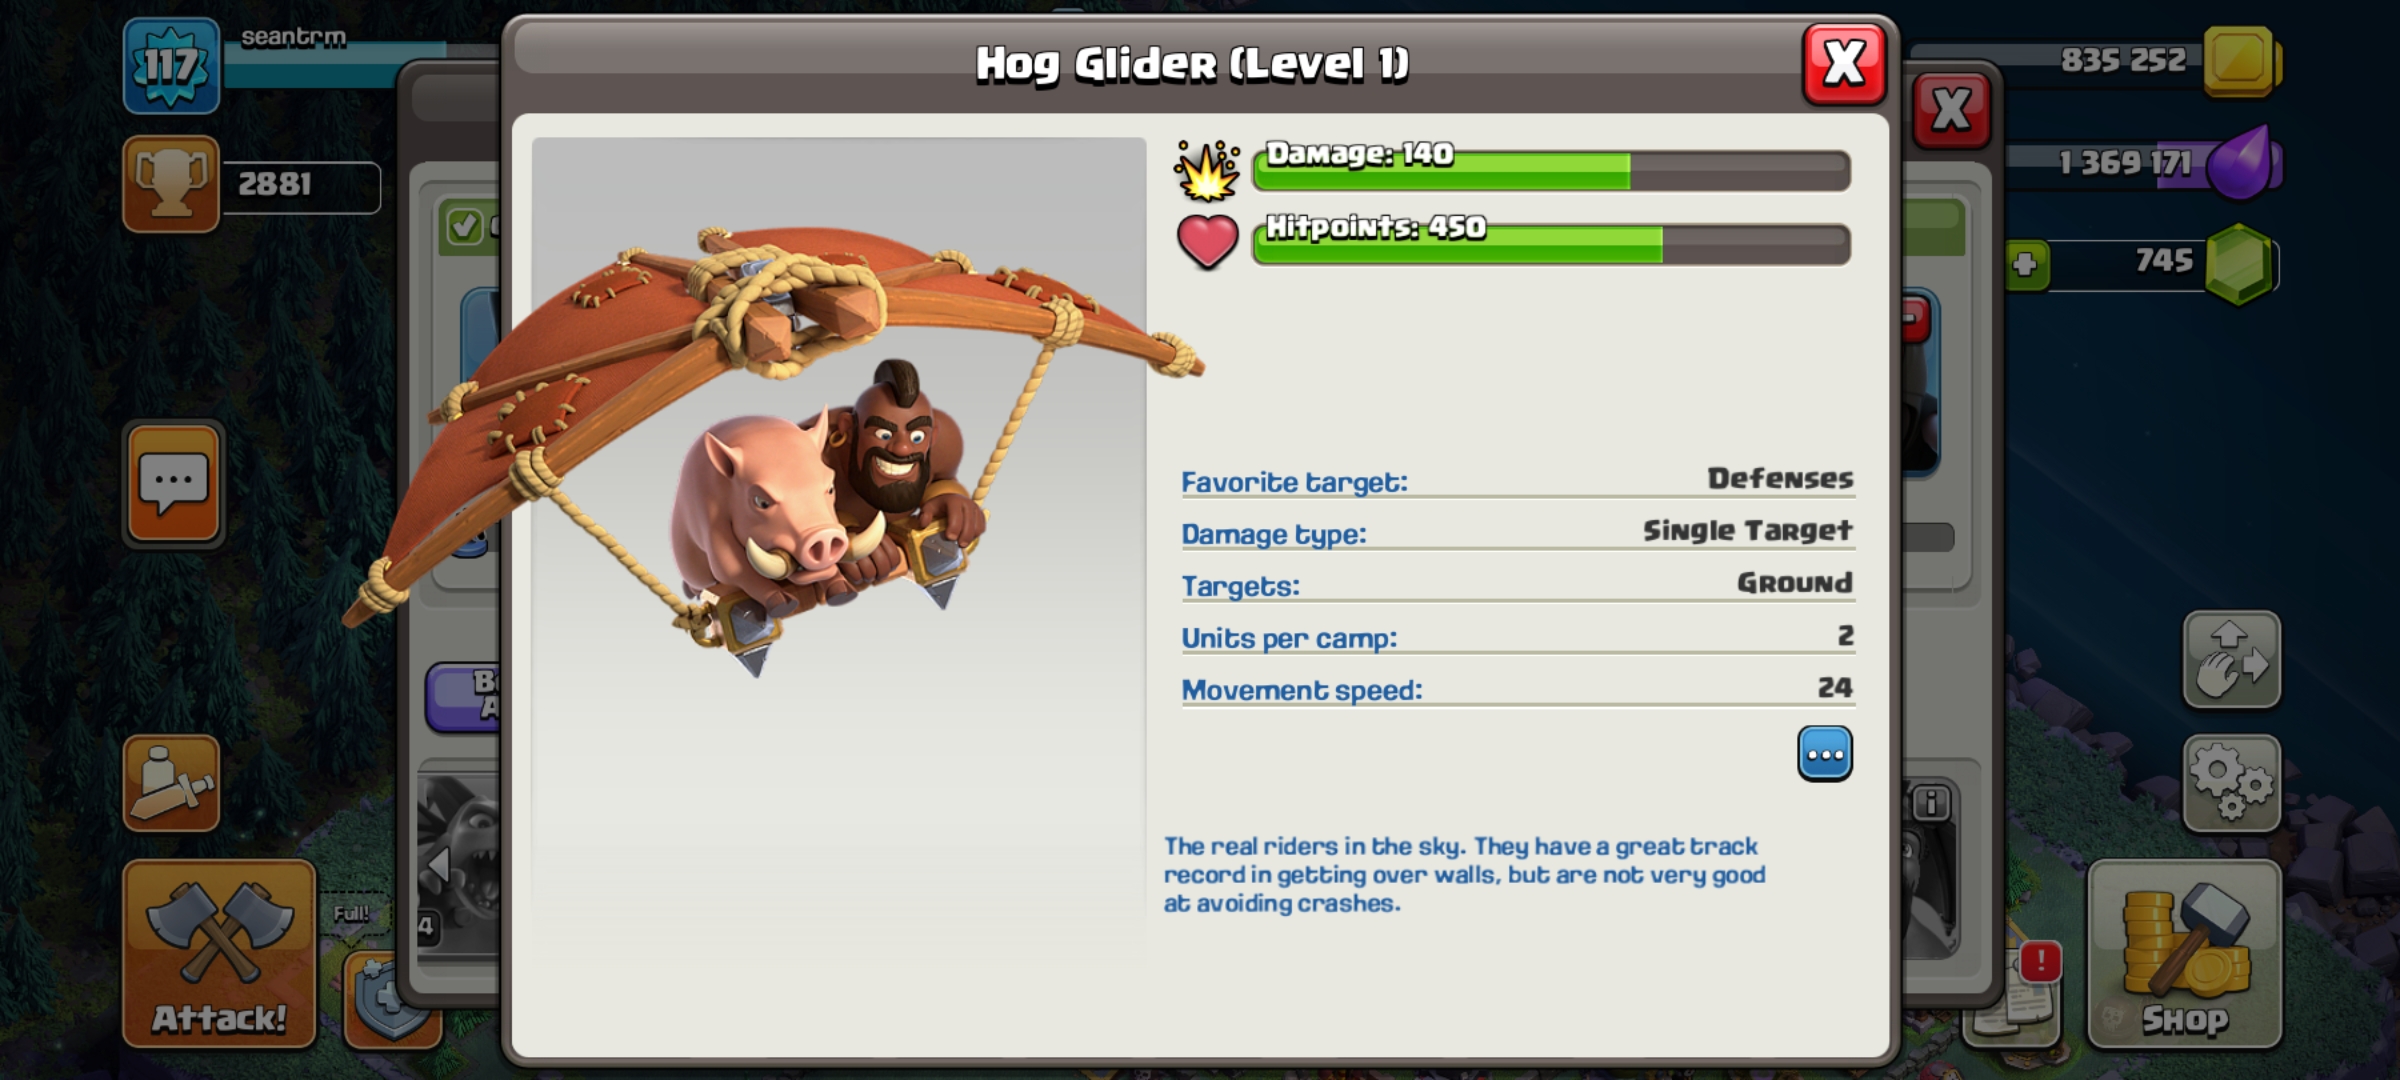 117
seantrm
2881
Hog Glider (Level 1)
X
X
835 252
1 369 171
745
Damage: 140
Hitpoints: 450
Favorite target: Defenses
Damage type: Single Target
Targets: Ground
Units per camp: 2
Movement speed: 24
The real riders in the sky. They have a great track
record in getting over walls, but are not very good
at avoiding crashes.
4
Full!
Attack!
i
!
Shop